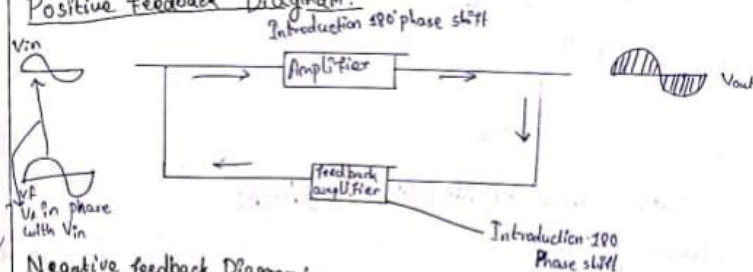 Positive Feedback Diagram:
Introduction 180° phase shift
Vin
Amplifier
Vout
feedback
amplifier
Vf
Vf in phase
with Vin
Introduction-180
Phase shift.
Negative feedback Diagram: